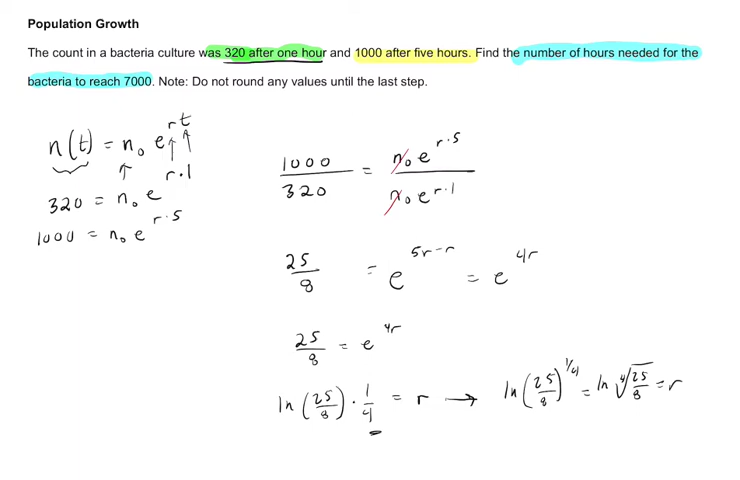 Population Growth
The count in a bacteria culture was 320 after one hour and 1000 after five hours. Find the number of hours needed for the
bacteria to reach 7000. Note: Do not round any values until the last step.
n(t) = n₀ e^(rt)
320 = n₀ e^(r·1)
1000 = n₀ e^(r·5)
1000/320 = n₀ e^(r·5) / n₀ e^(r·1)
25/8 = e^(5r-r) = e^(4r)
25/8 = e^(4r)
ln(25/8) · 1/4 = r → ln(25/8)^(1/4) = ln ⁴√(25/8) = r